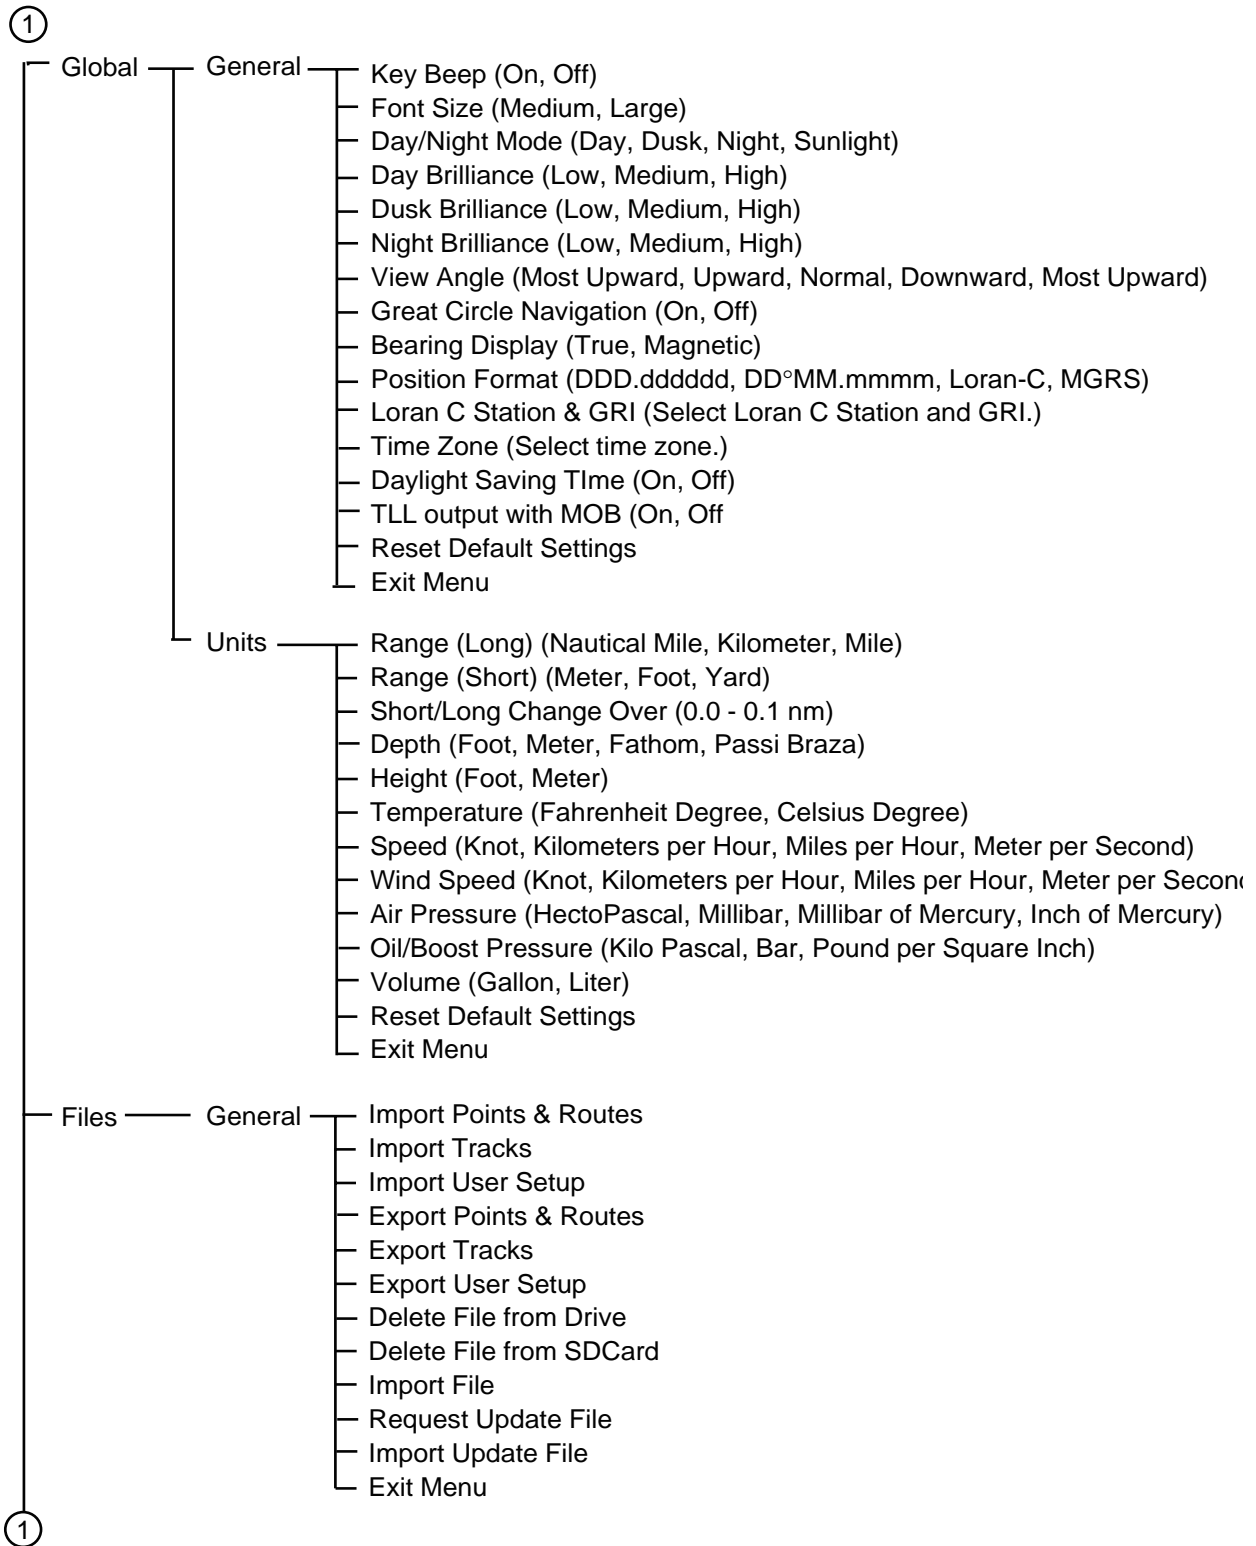 1
Global General Key Beep (On, Off)
Font Size (Medium, Large)
Day/Night Mode (Day, Dusk, Night, Sunlight)
Day Brilliance (Low, Medium, High)
Dusk Brilliance (Low, Medium, High)
Night Brilliance (Low, Medium, High)
View Angle (Most Upward, Upward, Normal, Downward, Most Upward)
Great Circle Navigation (On, Off)
Bearing Display (True, Magnetic)
Position Format (DDD.dddddd, DD°MM.mmmm, Loran-C, MGRS)
Loran C Station & GRI (Select Loran C Station and GRI.)
Time Zone (Select time zone.)
Daylight Saving TIme (On, Off)
TLL output with MOB (On, Off
Reset Default Settings
Exit Menu
Units Range (Long) (Nautical Mile, Kilometer, Mile)
Range (Short) (Meter, Foot, Yard)
Short/Long Change Over (0.0 - 0.1 nm)
Depth (Foot, Meter, Fathom, Passi Braza)
Height (Foot, Meter)
Temperature (Fahrenheit Degree, Celsius Degree)
Speed (Knot, Kilometers per Hour, Miles per Hour, Meter per Second)
Wind Speed (Knot, Kilometers per Hour, Miles per Hour, Meter per Secon
Air Pressure (HectoPascal, Millibar, Millibar of Mercury, Inch of Mercury)
Oil/Boost Pressure (Kilo Pascal, Bar, Pound per Square Inch)
Volume (Gallon, Liter)
Reset Default Settings
Exit Menu
Files General Import Points & Routes
Import Tracks
Import User Setup
Export Points & Routes
Export Tracks
Export User Setup
Delete File from Drive
Delete File from SDCard
Import File
Request Update File
Import Update File
Exit Menu
1